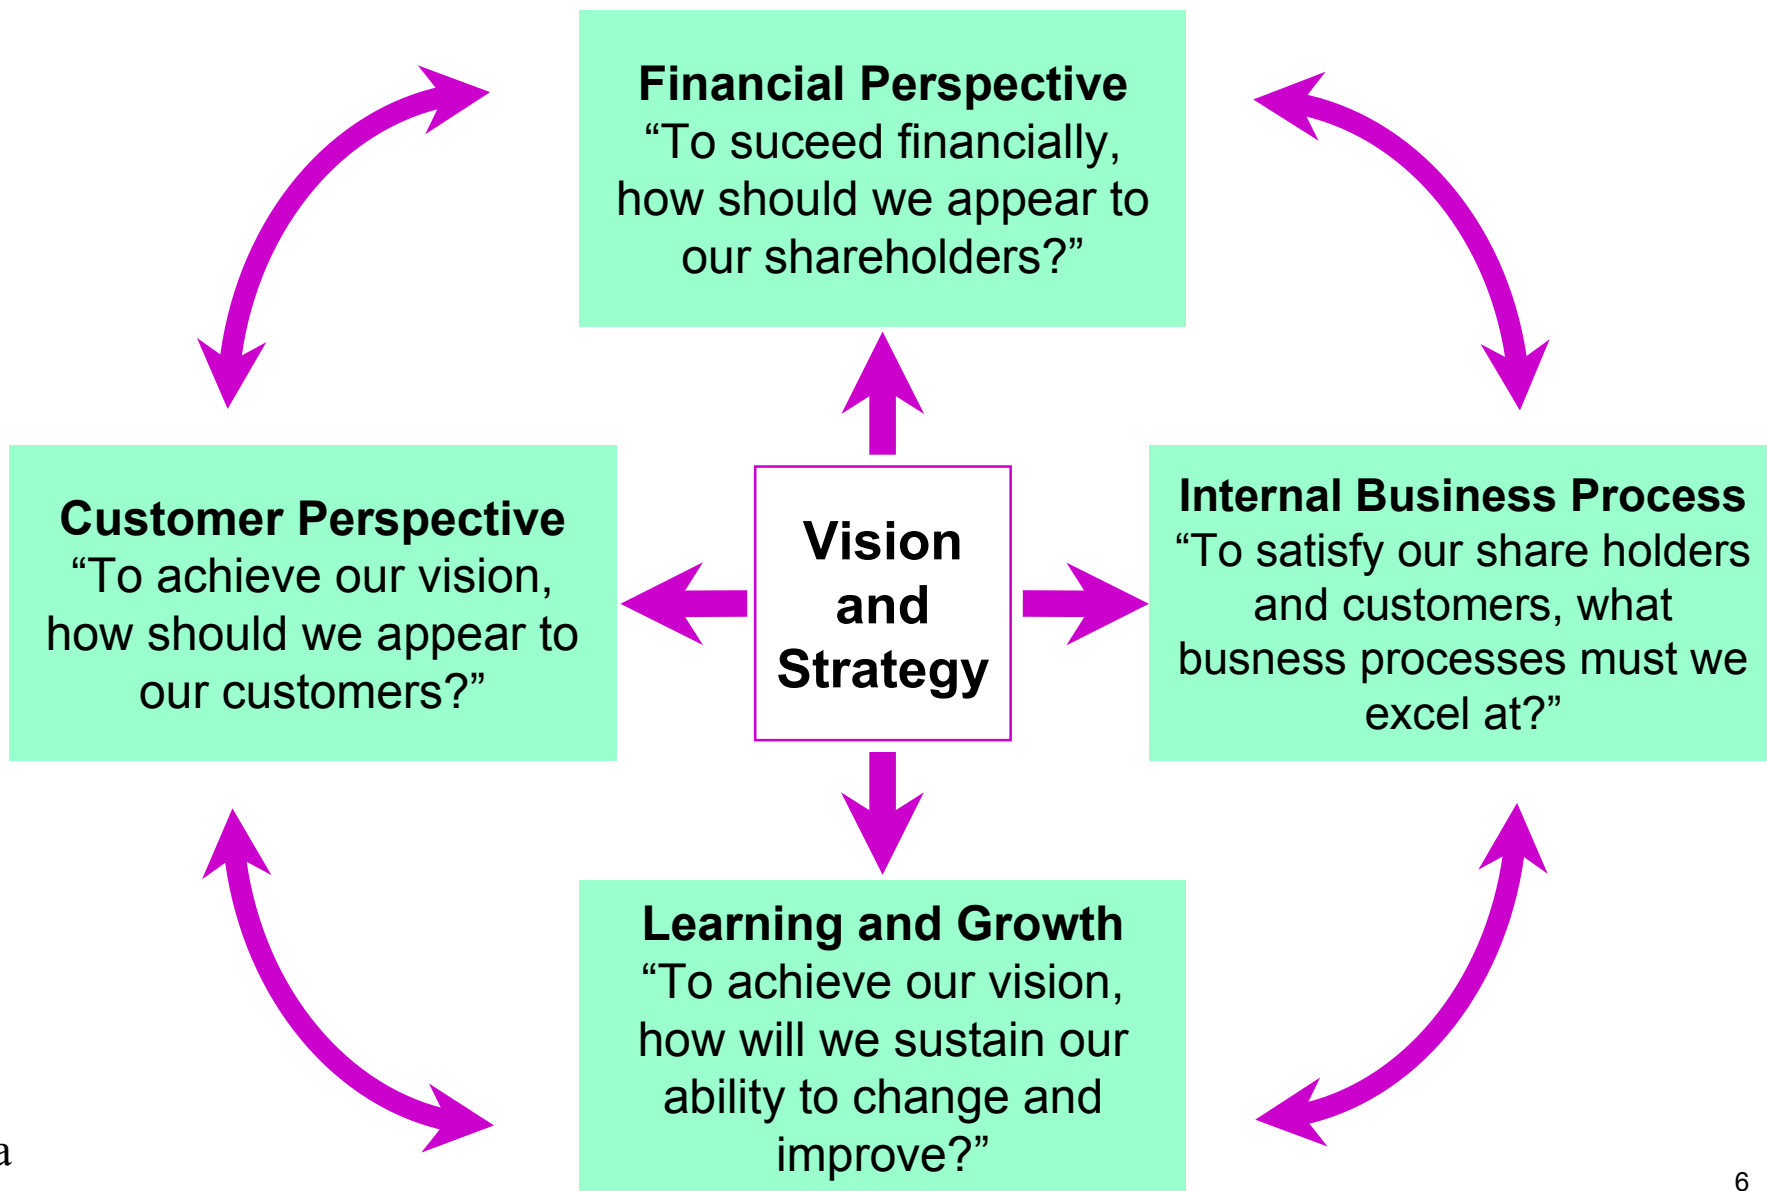 Financial Perspective
“To suceed financially,
how should we appear to
our shareholders?”
Customer Perspective
“To achieve our vision,
how should we appear to
our customers?”
Vision
and
Strategy
Internal Business Process
“To satisfy our share holders
and customers, what
busness processes must we
excel at?”
Learning and Growth
“To achieve our vision,
how will we sustain our
ability to change and
improve?”
a
6